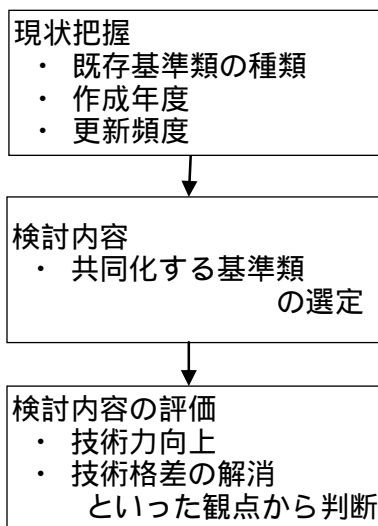 現状把握
・ 既存基準類の種類
・ 作成年度
・ 更新頻度
検討内容
・ 共同化する基準類
の選定
検討内容の評価
・ 技術力向上
・ 技術格差の解消
といった観点から判断